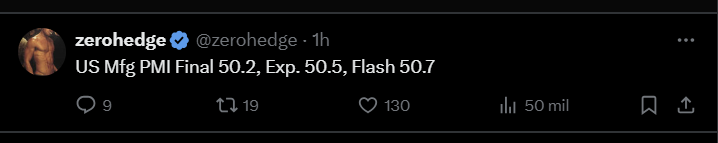 zerohedge @zerohedge · 1h
US Mfg PMI Final 50.2, Exp. 50.5, Flash 50.7
9 19 130 50 mil